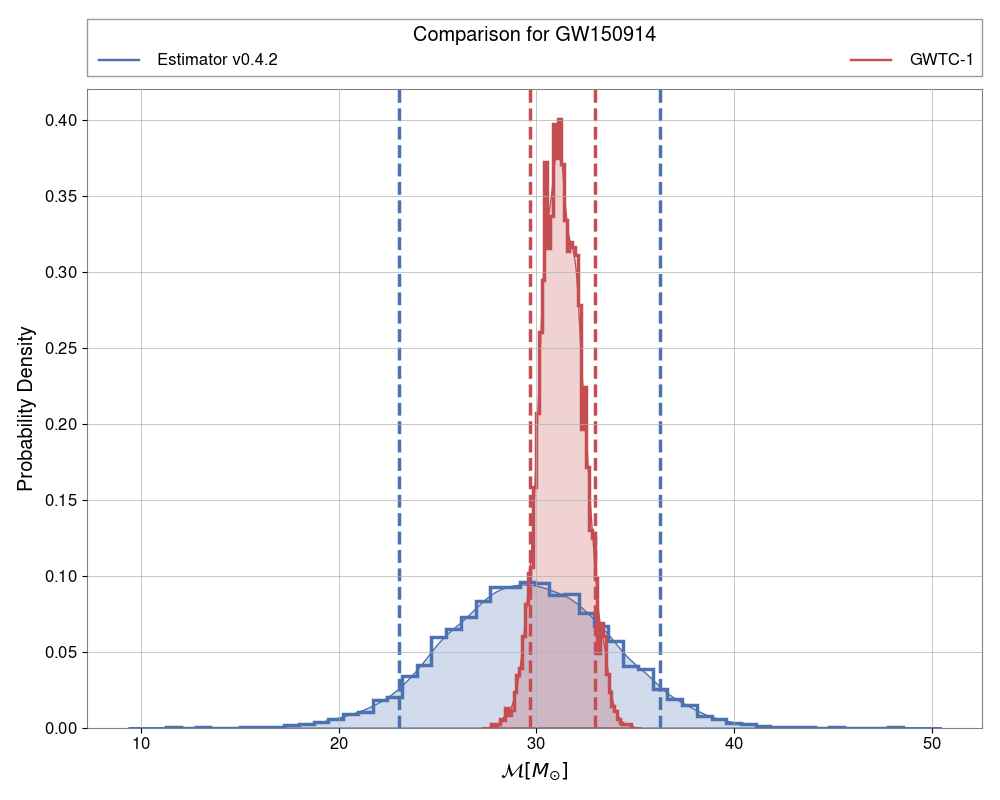 Comparison for GW150914
Estimator v0.4.2
GWTC-1
0.40
0.35
0.30
0.25
0.20
0.15
0.10
0.05
0.00
Probability Density
10 20 30 40 50
ℳ[M⊙]